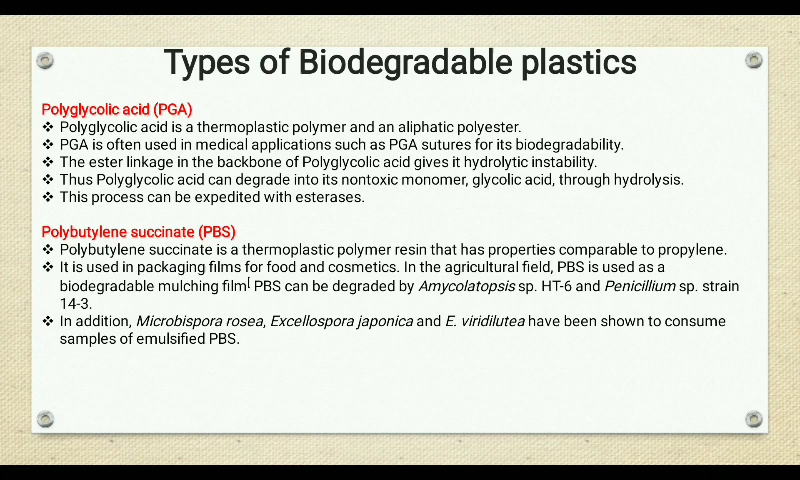 Types of Biodegradable plastics
Polyglycolic acid (PGA)
❖ Polyglycolic acid is a thermoplastic polymer and an aliphatic polyester.
❖ PGA is often used in medical applications such as PGA sutures for its biodegradability.
❖ The ester linkage in the backbone of Polyglycolic acid gives it hydrolytic instability.
❖ Thus Polyglycolic acid can degrade into its nontoxic monomer, glycolic acid, through hydrolysis.
❖ This process can be expedited with esterases.
Polybutylene succinate (PBS)
❖ Polybutylene succinate is a thermoplastic polymer resin that has properties comparable to propylene.
❖ It is used in packaging films for food and cosmetics. In the agricultural field, PBS is used as a
biodegradable mulching film[ PBS can be degraded by Amycolatopsis sp. HT-6 and Penicillium sp. strain
14-3.
❖ In addition, Microbispora rosea, Excellospora japonica and E. viridilutea have been shown to consume
samples of emulsified PBS.